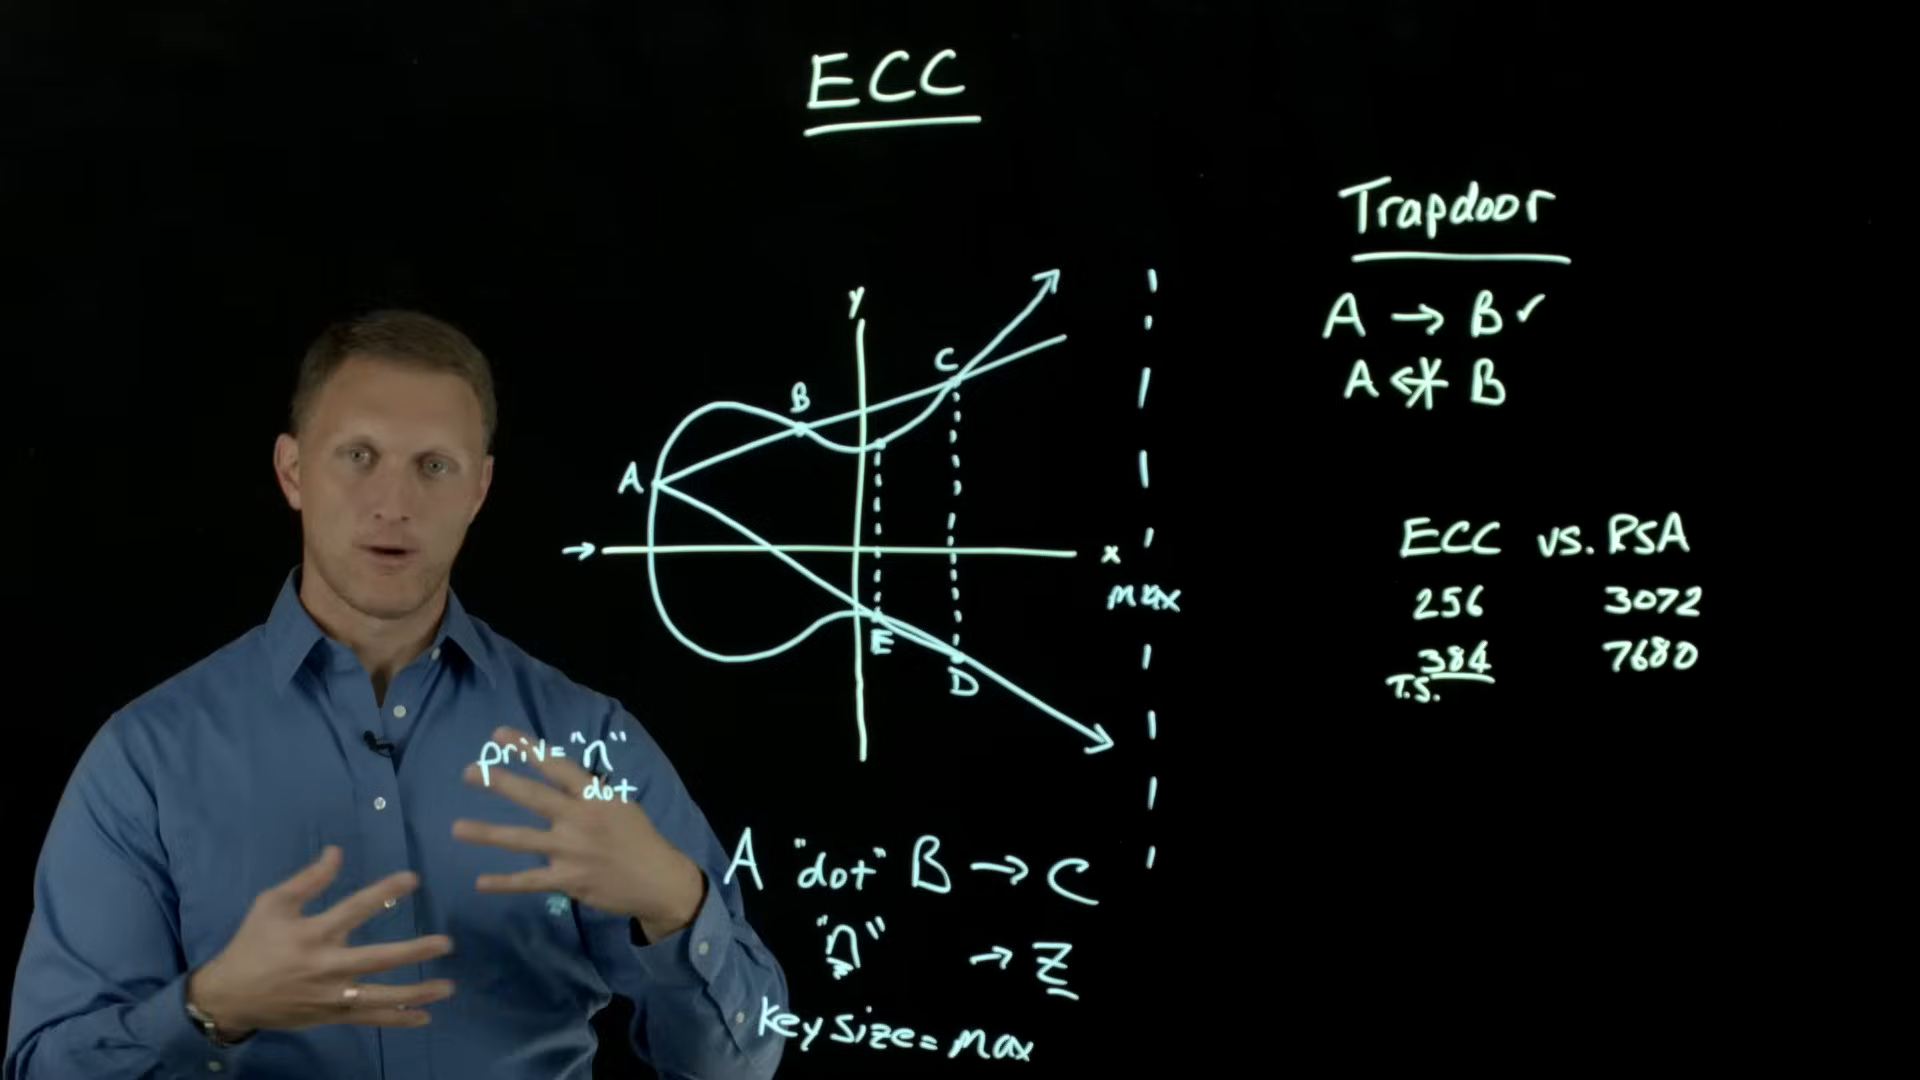 ECC
Trapdoor
A → B ✓
A ↚ B
y
B
C
A
x
max
E
D
ECC vs. RSA
256 3072
384 7680
T.S.
priv = "n"
dot
A "dot" B → C
"n" → Z
Key Size = Max